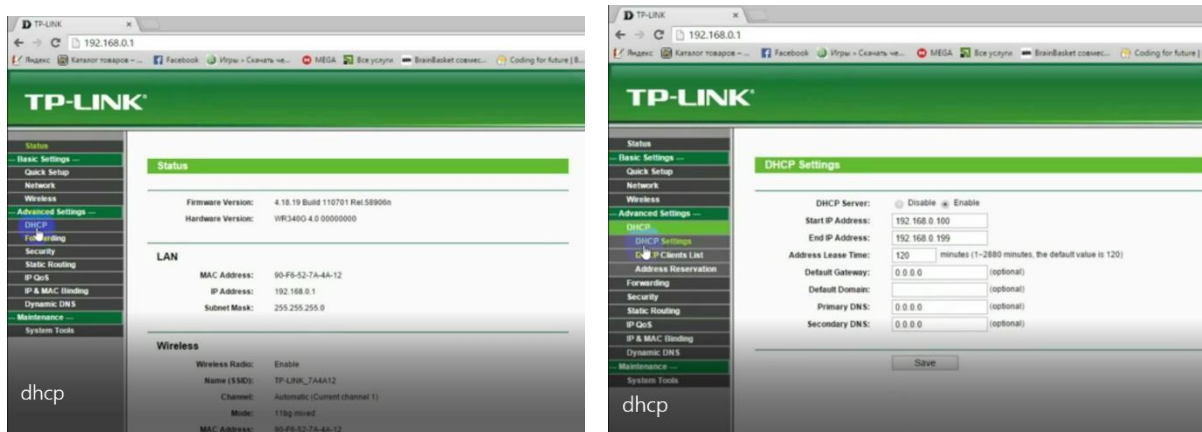 TP-LINK
192.168.0.1
Яндекс Каталог товаров – ... Facebook Игры » Скачать че... MEGA Все услуги BrainBasket совмес... Coding for future | B...
TP-LINK
Status
Basic Settings
Quick Setup
Network
Wireless
Advanced Settings
DHCP
Forwarding
Security
Static Routing
IP QoS
IP & MAC Binding
Dynamic DNS
Maintenance
System Tools
Status
Firmware Version: 4.18.19 Build 110701 Rel.58906n
Hardware Version: WR340G 4.0 00000000
LAN
MAC Address: 90-F6-52-7A-4A-12
IP Address: 192.168.0.1
Subnet Mask: 255.255.255.0
Wireless
Wireless Radio: Enable
Name (SSID): TP-LINK_7A4A12
Channel: Automatic (Current channel 1)
Mode: 11bg mixed
MAC Address: 90-F6-52-7A-4A-12
dhcp
TP-LINK
192.168.0.1
Яндекс Каталог товаров – ... Facebook Игры » Скачать че... MEGA Все услуги BrainBasket совмес... Coding for future |
TP-LINK
Status
Basic Settings
Quick Setup
Network
Wireless
Advanced Settings
DHCP
DHCP Settings
DHCP Clients List
Address Reservation
Forwarding
Security
Static Routing
IP QoS
IP & MAC Binding
Dynamic DNS
Maintenance
System Tools
DHCP Settings
DHCP Server: Disable Enable
Start IP Address: 192.168.0.100
End IP Address: 192.168.0.199
Address Lease Time: 120 minutes (1~2880 minutes, the default value is 120)
Default Gateway: 0.0.0.0 (optional)
Default Domain: (optional)
Primary DNS: 0.0.0.0 (optional)
Secondary DNS: 0.0.0.0 (optional)
Save
dhcp